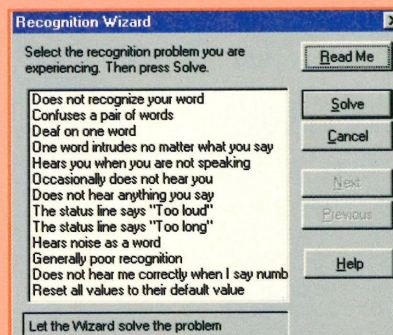 Recognition Wizard
Select the recognition problem you are
experiencing. Then press Solve.
Read Me
Does not recognize your word
Confuses a pair of words
Deaf on one word
One word intrudes no matter what you say
Hears you when you are not speaking
Occasionally does not hear you
Does not hear anything you say
The status line says "Too loud"
The status line says "Too long"
Hears noise as a word
Generally poor recognition
Does not hear me correctly when I say numb
Reset all values to their default value
Solve
Cancel
Next
Previous
Help
Let the Wizard solve the problem